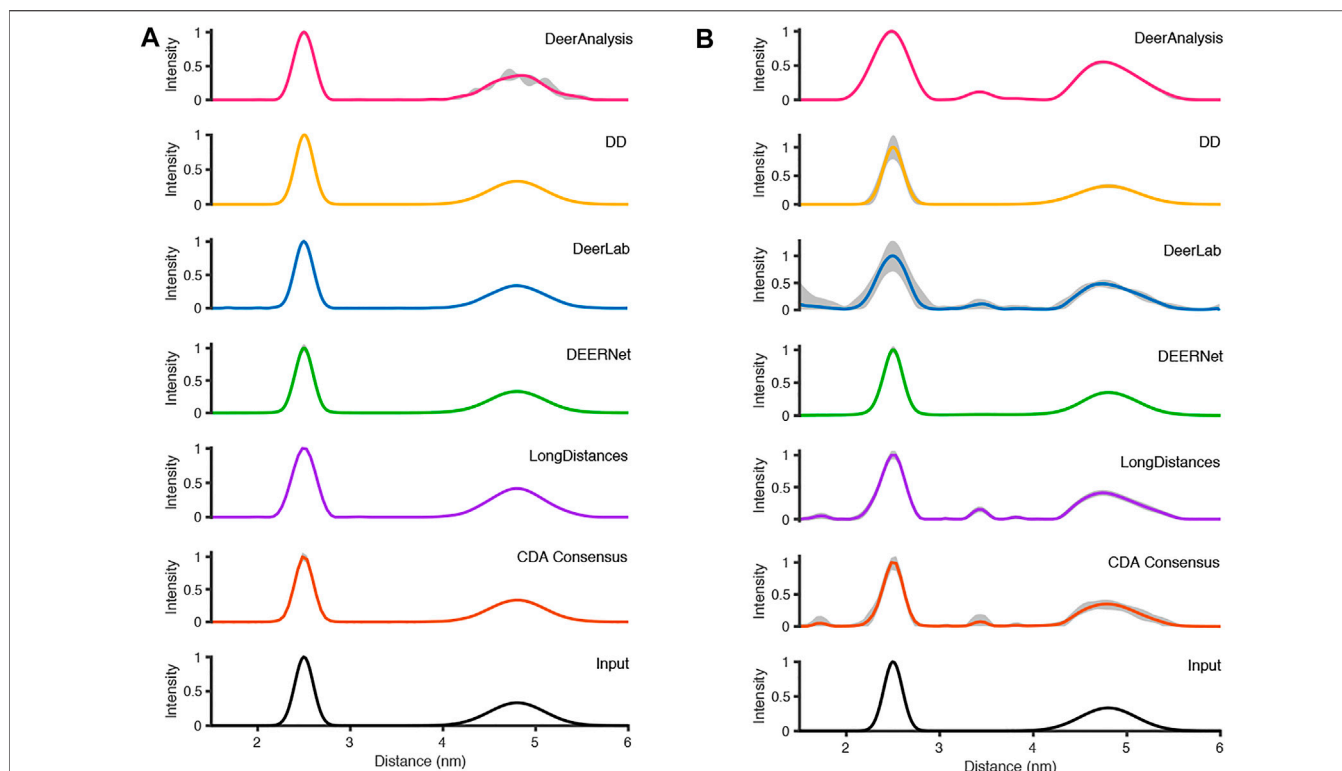 A
DeerAnalysis
Intensity
1
0.5
0
DD
Intensity
1
0.5
0
DeerLab
Intensity
1
0.5
0
DEERNet
Intensity
1
0.5
0
LongDistances
Intensity
1
0.5
0
CDA Consensus
Intensity
1
0.5
0
Input
Intensity
1
0.5
0
2 3 4 5 6
Distance (nm)
B
DeerAnalysis
Intensity
1
0.5
0
DD
Intensity
1
0.5
0
DeerLab
Intensity
1
0.5
0
DEERNet
Intensity
1
0.5
0
LongDistances
Intensity
1
0.5
0
CDA Consensus
Intensity
1
0.5
0
Input
Intensity
1
0.5
0
2 3 4 5 6
Distance (nm)